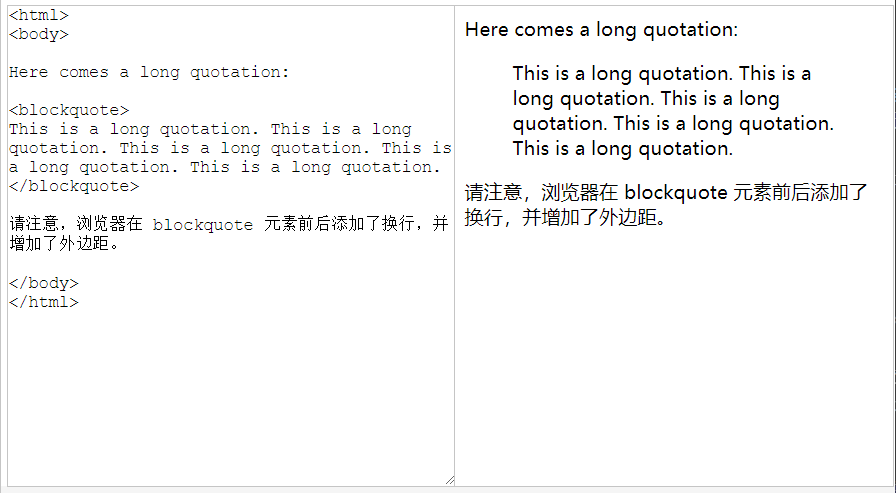 <html>
<body>
Here comes a long quotation:
<blockquote>
This is a long quotation. This is a long
quotation. This is a long quotation. This is
a long quotation. This is a long quotation.
</blockquote>
请注意，浏览器在 blockquote 元素前后添加了换行，并
增加了外边距。
</body>
</html>
Here comes a long quotation:
This is a long quotation. This is a
long quotation. This is a long
quotation. This is a long quotation.
This is a long quotation.
请注意，浏览器在 blockquote 元素前后添加了
换行，并增加了外边距。